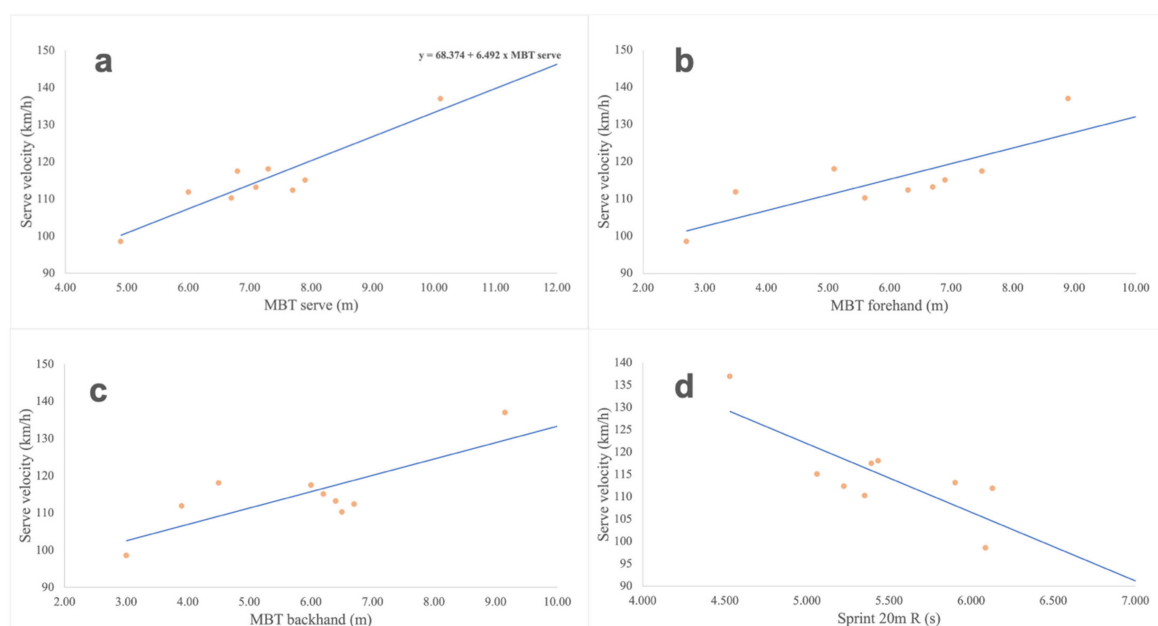 a
y = 68.374 + 6.492 x MBT serve
Serve velocity (km/h)
150
140
130
120
110
100
90
4.00 5.00 6.00 7.00 8.00 9.00 10.00 11.00 12.00
MBT serve (m)
b
Serve velocity (km/h)
150
140
130
120
110
100
90
2.00 3.00 4.00 5.00 6.00 7.00 8.00 9.00 10.00
MBT forehand (m)
c
Serve velocity (km/h)
150
140
130
120
110
100
90
2.00 3.00 4.00 5.00 6.00 7.00 8.00 9.00 10.00
MBT backhand (m)
d
Serve velocity (km/h)
140
135
130
125
120
115
110
105
100
95
90
4.000 4.500 5.000 5.500 6.000 6.500 7.000
Sprint 20m R (s)